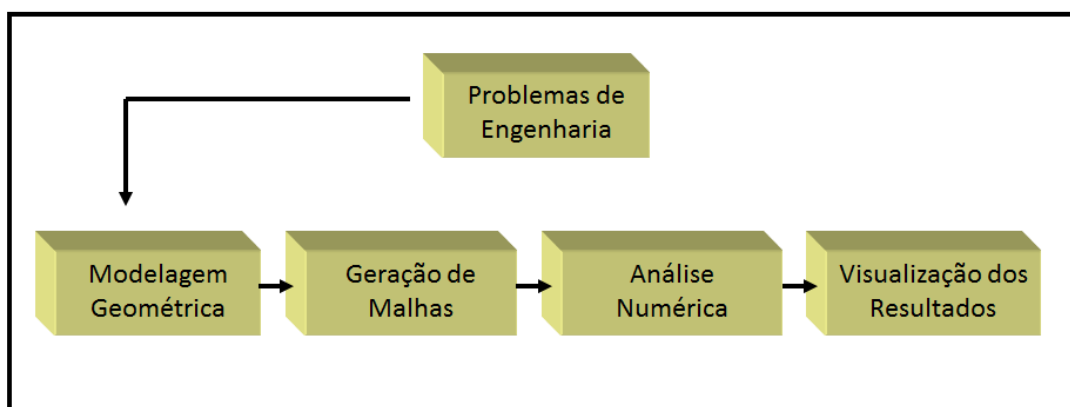 Problemas de
Engenharia
Modelagem
Geométrica
Geração de
Malhas
Análise
Numérica
Visualização dos
Resultados